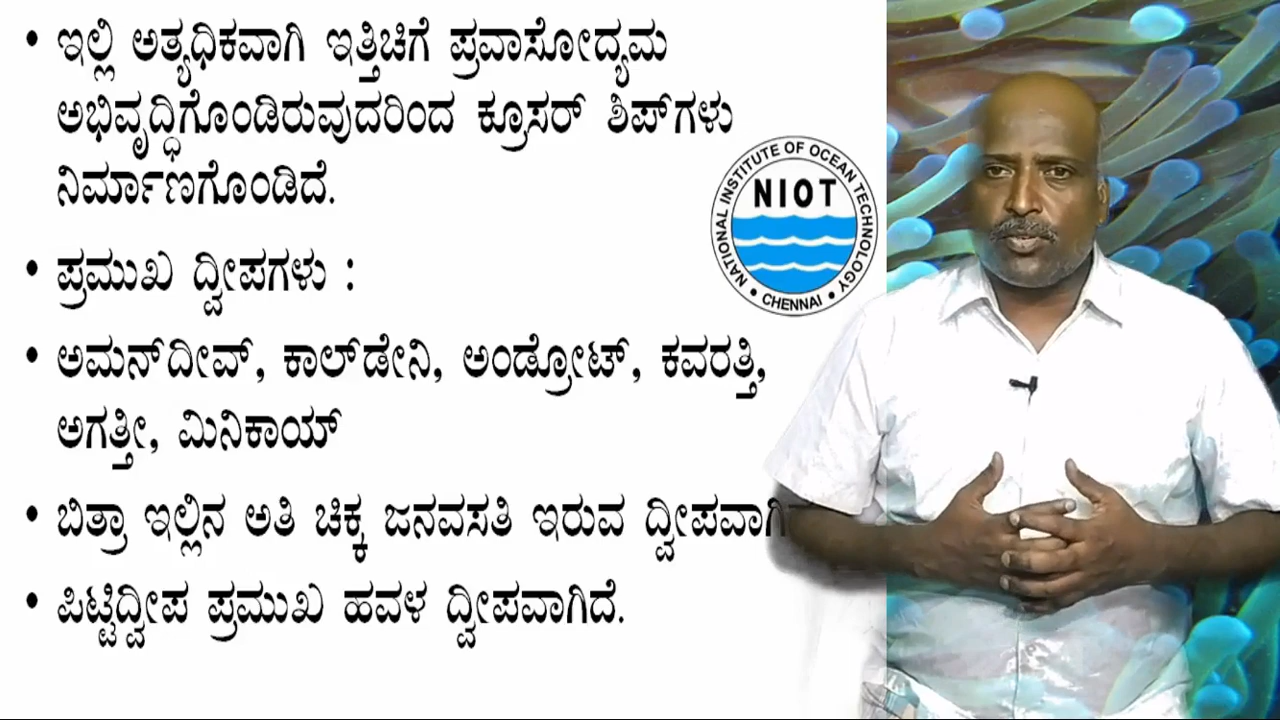 • ಇಲ್ಲಿ ಅತ್ಯಧಿಕವಾಗಿ ಇತ್ತಿಚಿಗೆ ಪ್ರವಾಸೋದ್ಯಮ
ಅಭಿವೃದ್ಧಿಗೊಂಡಿರುವುದರಿಂದ ಕ್ರೂಸರ್ ಶಿಪ್‌ಗಳು
ನಿರ್ಮಾಣಗೊಂಡಿದೆ.
• ಪ್ರಮುಖ ದ್ವೀಪಗಳು :
• ಅಮನ್‌ದೀವ್, ಕಾಲ್‌ಡೇನಿ, ಅಂಡ್ರೋಟ್, ಕವರತ್ತಿ,
ಅಗತ್ತೀ, ಮಿನಿಕಾಯ್
• ಬಿತ್ರಾ ಇಲ್ಲಿನ ಅತಿ ಚಿಕ್ಕ ಜನವಸತಿ ಇರುವ ದ್ವೀಪವಾಗಿ
• ಪಿಟ್ಟಿದ್ವೀಪ ಪ್ರಮುಖ ಹವಳ ದ್ವೀಪವಾಗಿದೆ.
NATIONAL INSTITUTE OF OCEAN TECHNOLOGY
NIOT
• CHENNAI •